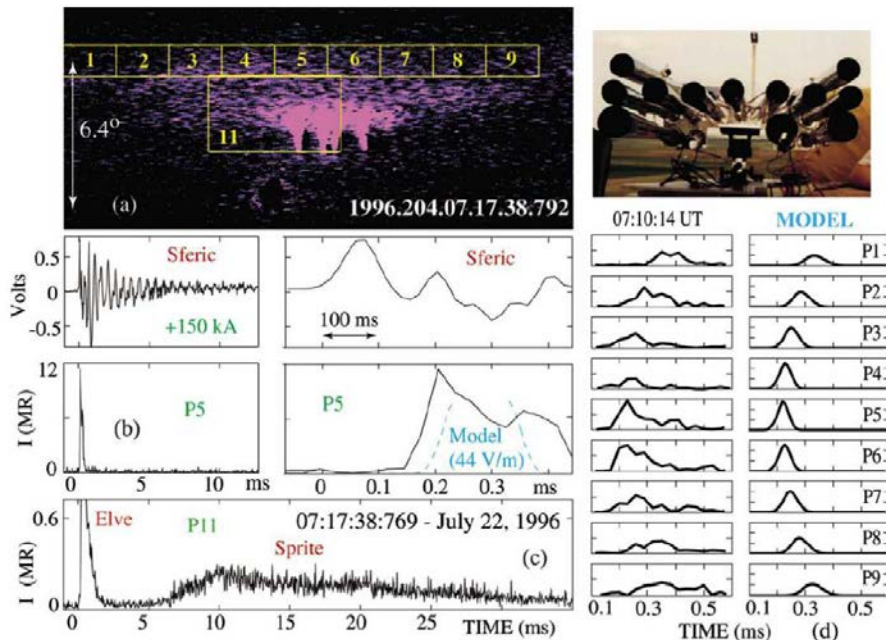 1 2 3 4 5 6 7 8 9
6.4°
11
(a)
1996.204.07.17.38.792
07:10:14 UT MODEL
Sferic
+150 kA
Volts
0.5
0
-0.5
Sferic
100 ms
12
I (MR)
0
(b)
P5
0 5 10 ms
P5
Model
(44 V/m)
0 0.1 0.2 0.3 ms
0.6
I (MR)
0
Elve
P11
07:17:38:769 - July 22, 1996
Sprite
(c)
0 5 10 15 20 25 TIME (ms)
P1
P2
P3
P4
P5
P6
P7
P8
P9
0.1 0.3 0.5 0.1 0.3 0.5
TIME (ms) (d)